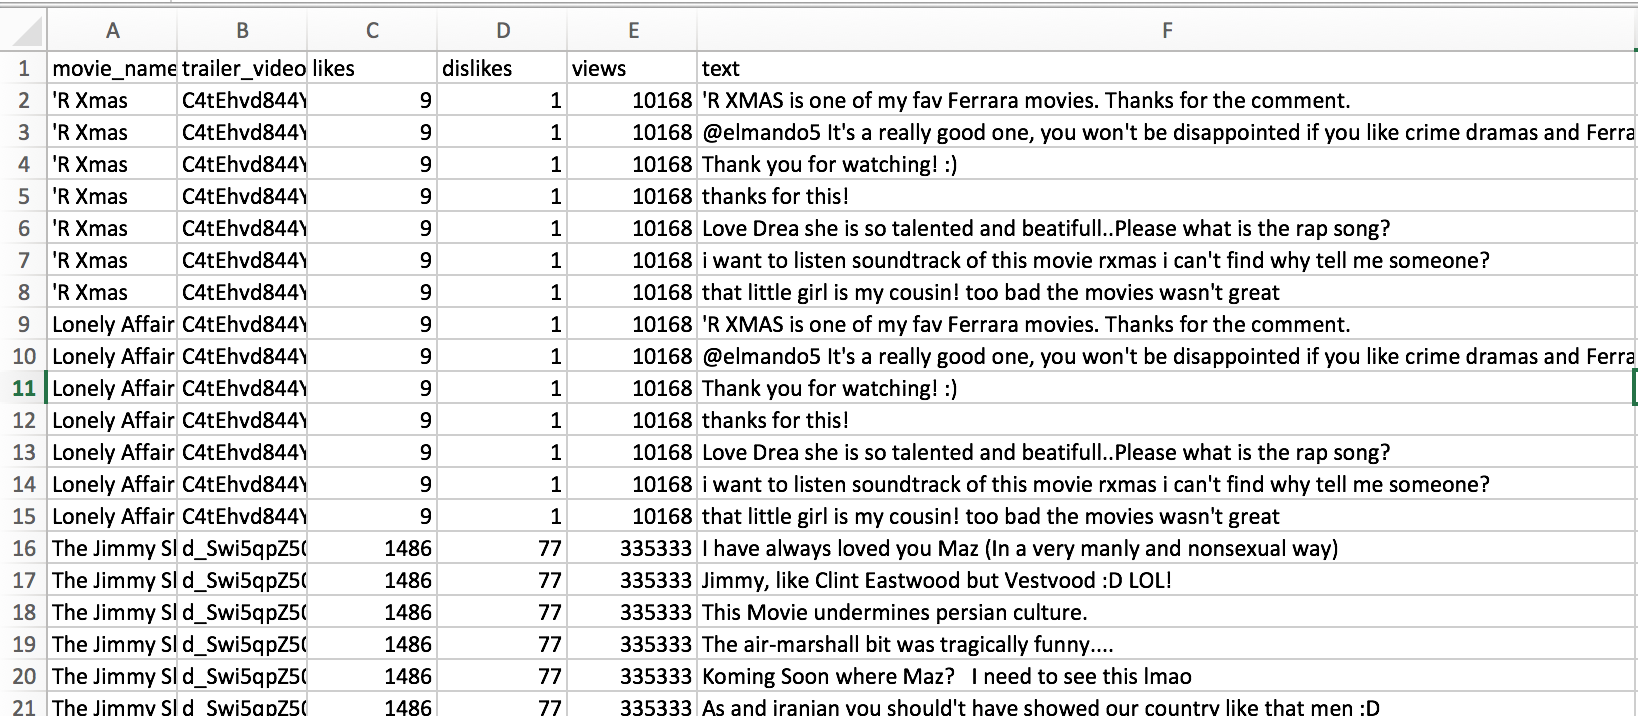 A B C D E F
1 movie_name trailer_video likes dislikes views text
2 'R Xmas C4tEhvd844Y 9 1 10168 'R XMAS is one of my fav Ferrara movies. Thanks for the comment.
3 'R Xmas C4tEhvd844Y 9 1 10168 @elmando5 It's a really good one, you won't be disappointed if you like crime dramas and Ferra
4 'R Xmas C4tEhvd844Y 9 1 10168 Thank you for watching! :)
5 'R Xmas C4tEhvd844Y 9 1 10168 thanks for this!
6 'R Xmas C4tEhvd844Y 9 1 10168 Love Drea she is so talented and beatifull..Please what is the rap song?
7 'R Xmas C4tEhvd844Y 9 1 10168 i want to listen soundtrack of this movie rxmas i can't find why tell me someone?
8 'R Xmas C4tEhvd844Y 9 1 10168 that little girl is my cousin! too bad the movies wasn't great
9 Lonely Affair C4tEhvd844Y 9 1 10168 'R XMAS is one of my fav Ferrara movies. Thanks for the comment.
10 Lonely Affair C4tEhvd844Y 9 1 10168 @elmando5 It's a really good one, you won't be disappointed if you like crime dramas and Ferra
11 Lonely Affair C4tEhvd844Y 9 1 10168 Thank you for watching! :)
12 Lonely Affair C4tEhvd844Y 9 1 10168 thanks for this!
13 Lonely Affair C4tEhvd844Y 9 1 10168 Love Drea she is so talented and beatifull..Please what is the rap song?
14 Lonely Affair C4tEhvd844Y 9 1 10168 i want to listen soundtrack of this movie rxmas i can't find why tell me someone?
15 Lonely Affair C4tEhvd844Y 9 1 10168 that little girl is my cousin! too bad the movies wasn't great
16 The Jimmy Sl d_Swi5qpZ50 1486 77 335333 I have always loved you Maz (In a very manly and nonsexual way)
17 The Jimmy Sl d_Swi5qpZ50 1486 77 335333 Jimmy, like Clint Eastwood but Vestvood :D LOL!
18 The Jimmy Sl d_Swi5qpZ50 1486 77 335333 This Movie undermines persian culture.
19 The Jimmy Sl d_Swi5qpZ50 1486 77 335333 The air-marshall bit was tragically funny....
20 The Jimmy Sl d_Swi5qpZ50 1486 77 335333 Koming Soon where Maz? I need to see this lmao
21 The Jimmy Sl d_Swi5qpZ50 1486 77 335333 As and iranian you should't have showed our country like that men :D